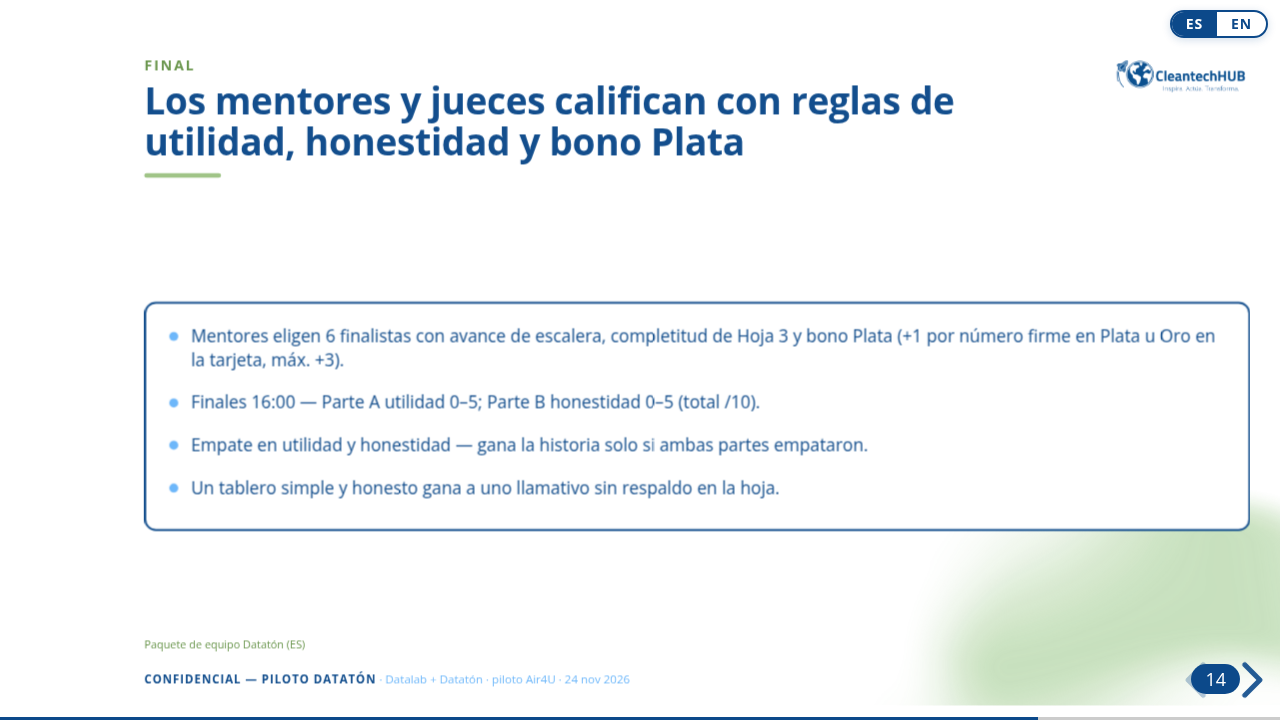 ES EN
FINAL
CleantechHUB
Inspira. Actúa. Transforma.
Los mentores y jueces califican con reglas de
utilidad, honestidad y bono Plata
Mentores eligen 6 finalistas con avance de escalera, completitud de Hoja 3 y bono Plata (+1 por número firme en Plata u Oro en
la tarjeta, máx. +3).
Finales 16:00 — Parte A utilidad 0–5; Parte B honestidad 0–5 (total /10).
Empate en utilidad y honestidad — gana la historia solo si ambas partes empataron.
Un tablero simple y honesto gana a uno llamativo sin respaldo en la hoja.
Paquete de equipo Datatón (ES)
CONFIDENCIAL — PILOTO DATATÓN · Datalab + Datatón · piloto Air4U · 24 nov 2026
14